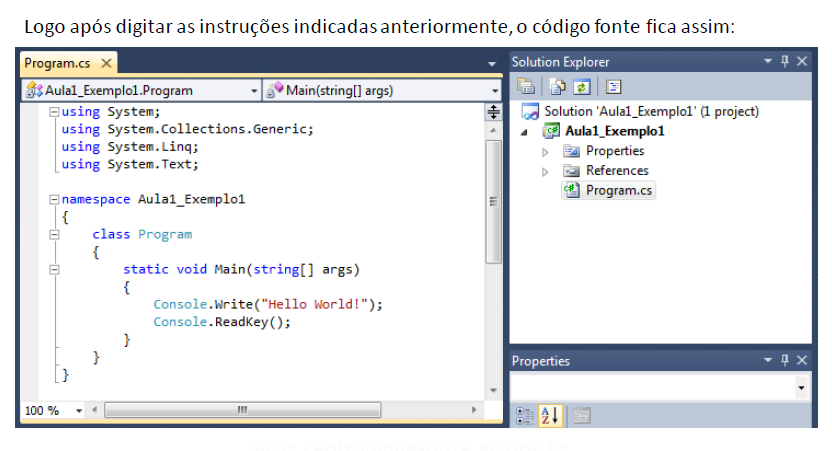 Logo após digitar as instruções indicadas anteriormente, o código fonte fica assim:
Program.cs
Aula1_Exemplo1.Program
Main(string[] args)
using System;
using System.Collections.Generic;
using System.Linq;
using System.Text;
namespace Aula1_Exemplo1
{
class Program
{
static void Main(string[] args)
{
Console.Write("Hello World!");
Console.ReadKey();
}
}
}
100 %
Solution Explorer
Solution 'Aula1_Exemplo1' (1 project)
Aula1_Exemplo1
Properties
References
Program.cs
Properties